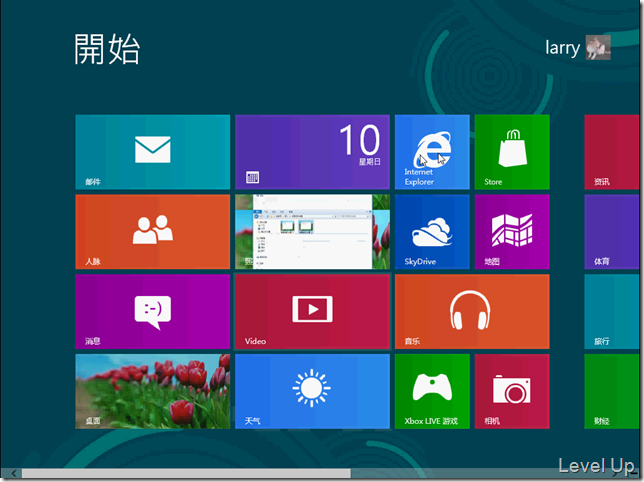 開始
larry
邮件
10
星期日
Internet
Explorer
Store
资讯
人脉
SkyDrive
地图
体育
消息
Video
音乐
旅行
桌面
天气
Xbox LIVE 游戏
相机
财经
Level Up